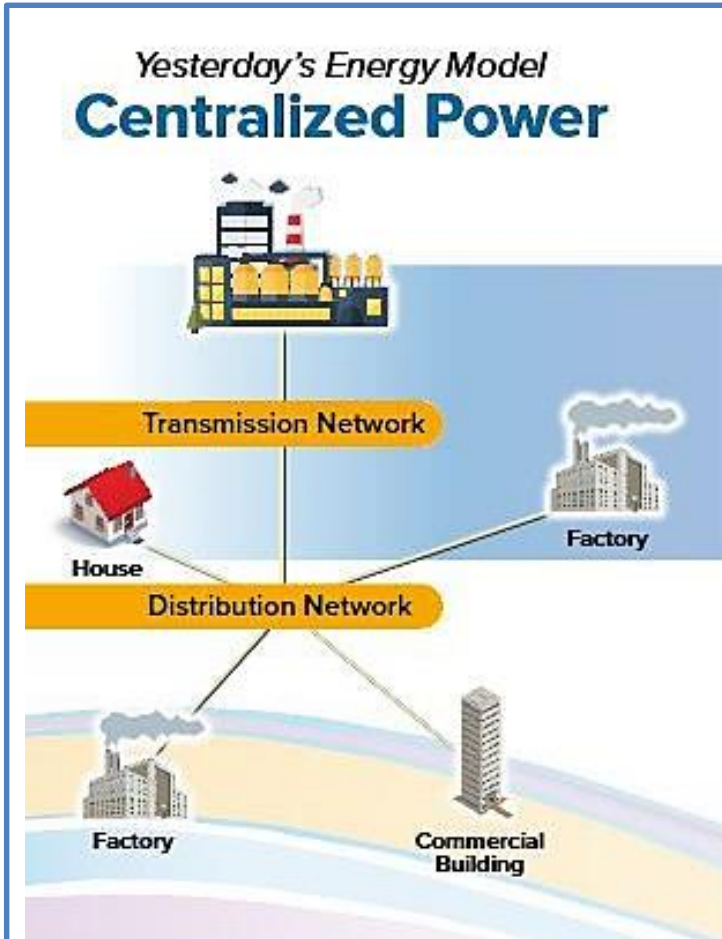 Yesterday's Energy Model
Centralized Power
Transmission Network
Factory
House
Distribution Network
Factory
Commercial
Building